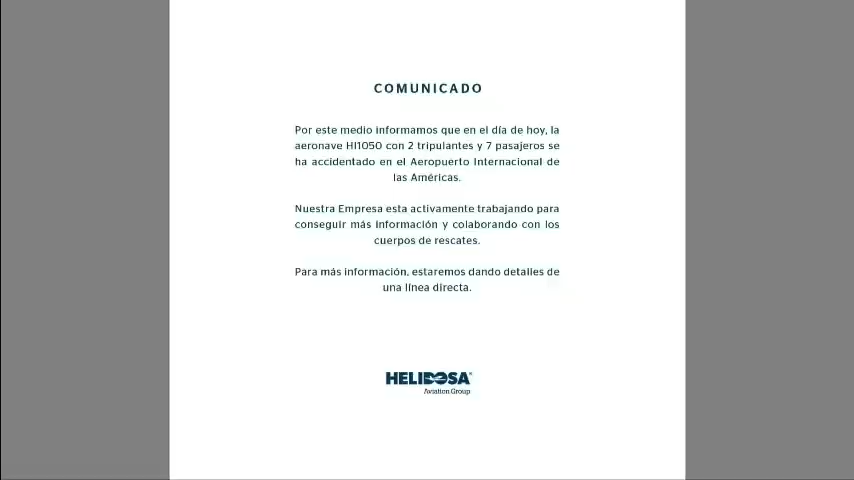 COMUNICADO
Por este medio informamos que en el día de hoy, la
aeronave HI1050 con 2 tripulantes y 7 pasajeros se
ha accidentado en el Aeropuerto Internacional de
las Américas.
Nuestra Empresa esta activamente trabajando para
conseguir más información y colaborando con los
cuerpos de rescates.
Para más información, estaremos dando detalles de
una línea directa.
HELIDOSA
Aviation Group